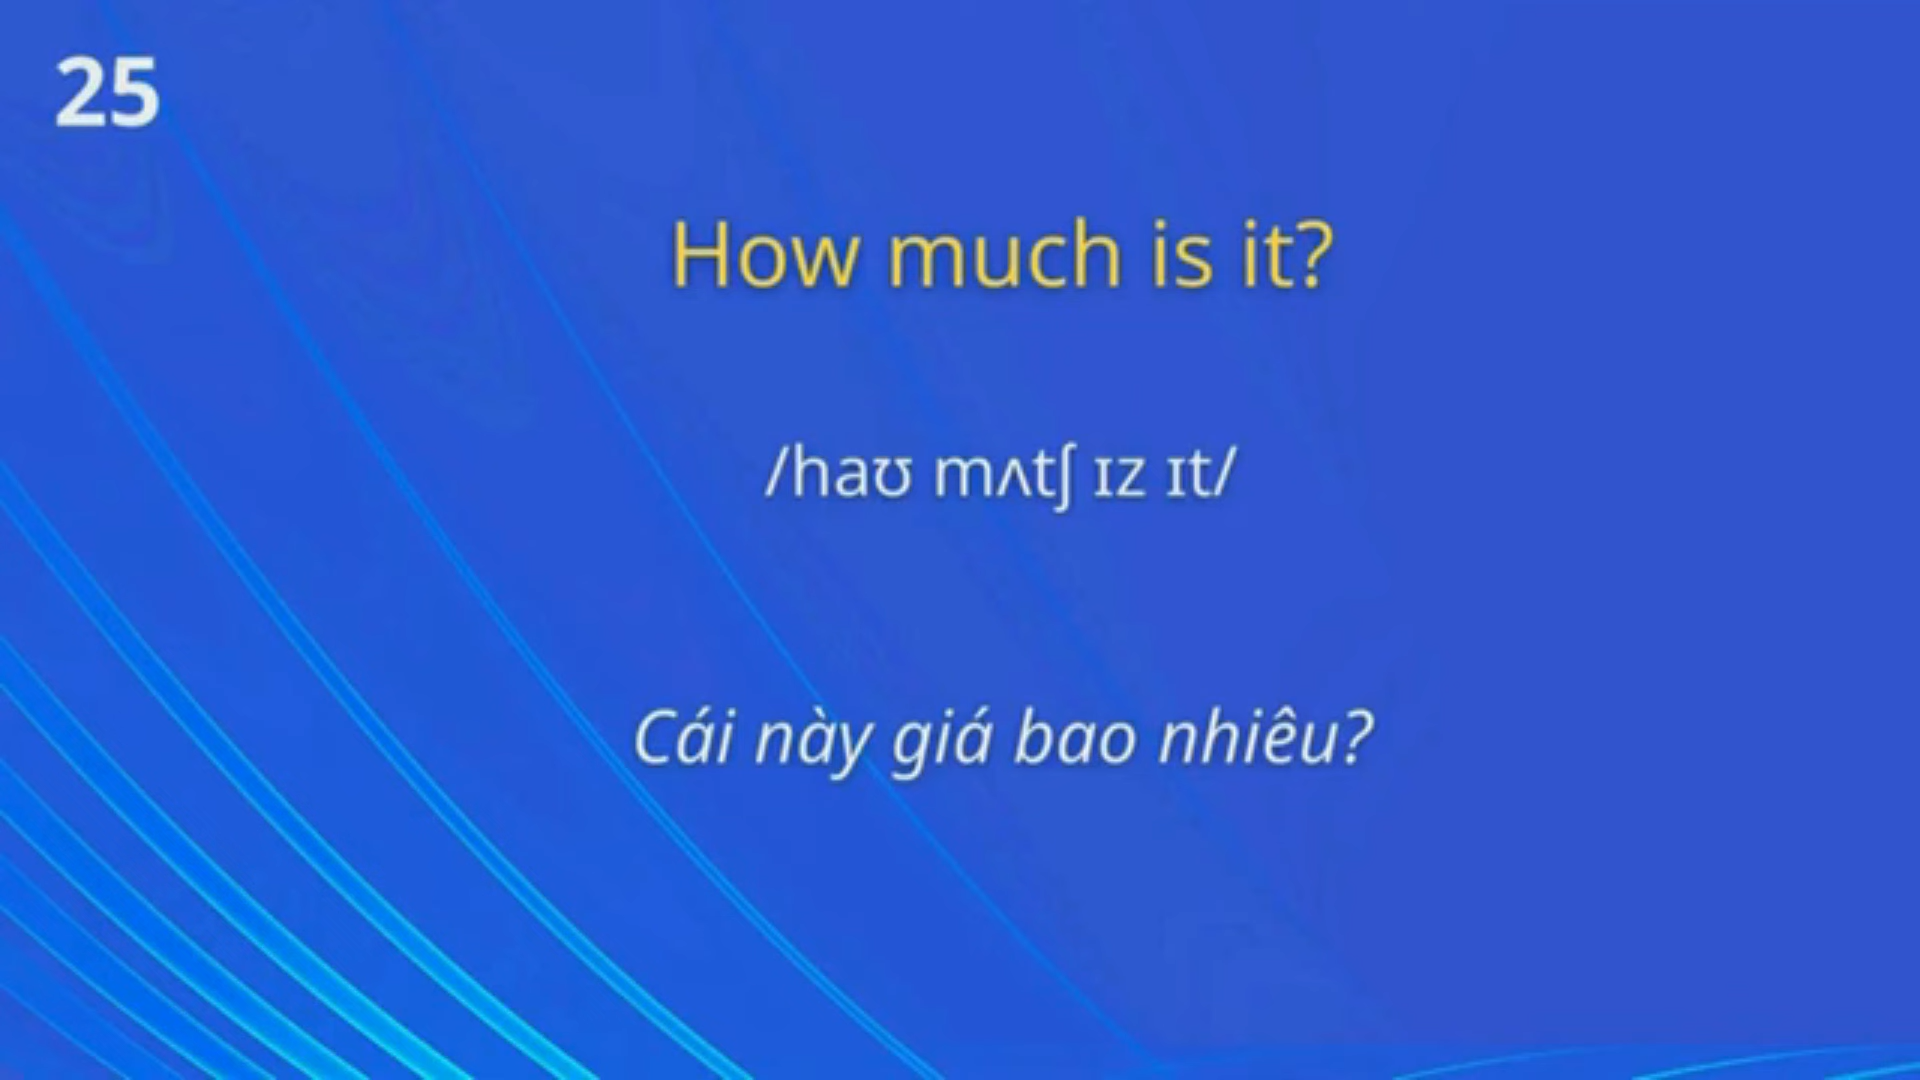 25
How much is it?
/haʊ mʌtʃ ɪz ɪt/
Cái này giá bao nhiêu?